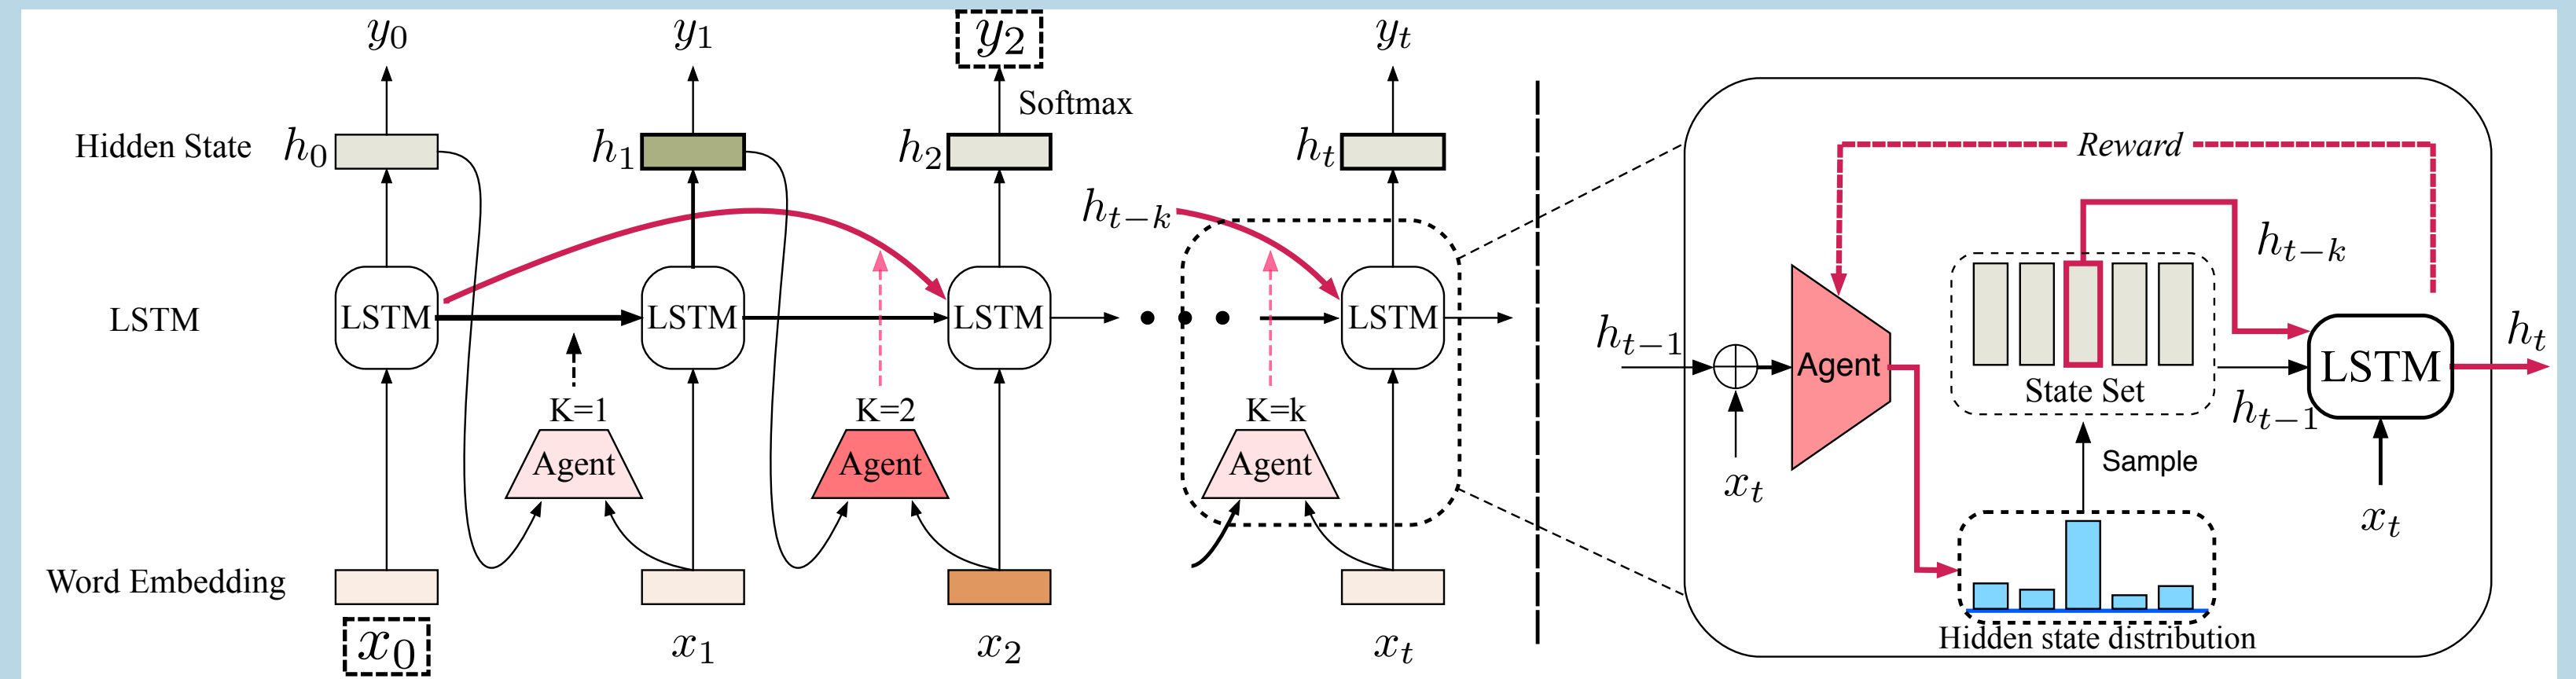 y₀ y₁ y₂ yₜ
Softmax
Hidden State h₀ h₁ h₂ hₜ
hₜ₋ₖ
LSTM LSTM LSTM LSTM LSTM
K=1 K=2 K=k
Agent Agent Agent
Word Embedding
x₀ x₁ x₂ xₜ
Reward
hₜ₋ₖ
hₜ₋₁ hₜ
Agent LSTM
State Set
hₜ₋₁
Sample
xₜ
xₜ
Hidden state distribution